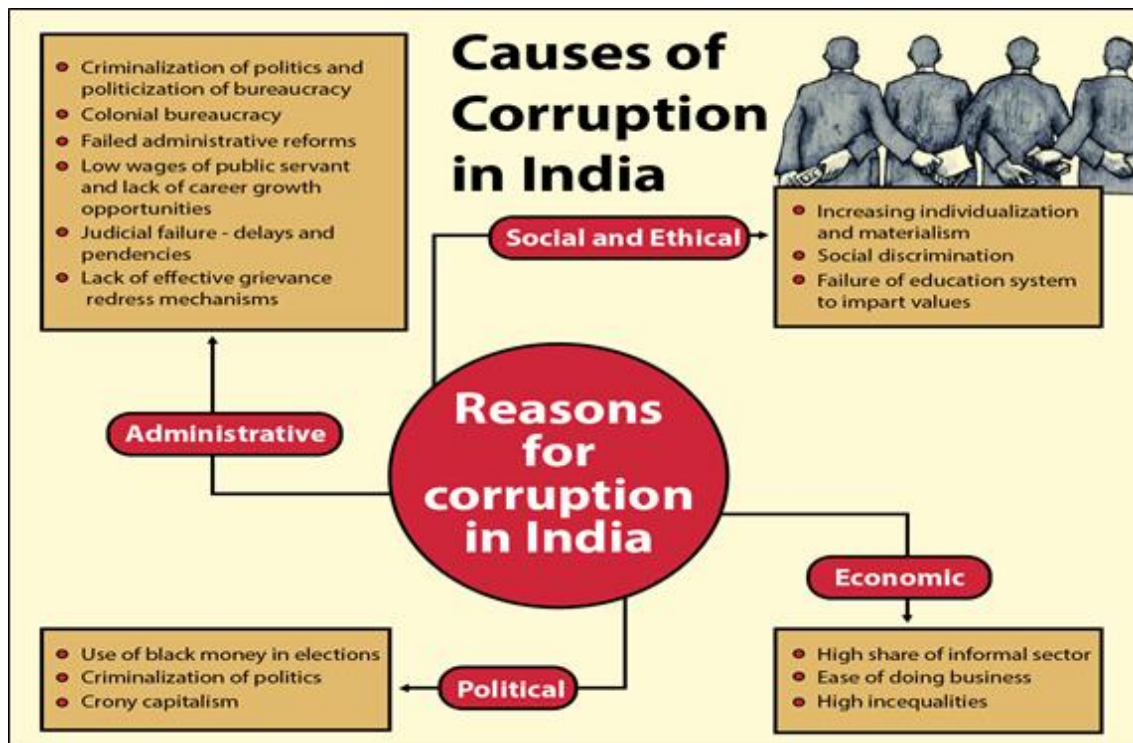 Causes of
Corruption
in India
Criminalization of politics and
politicization of bureaucracy
Colonial bureaucracy
Failed administrative reforms
Low wages of public servant
and lack of career growth
opportunities
Judicial failure - delays and
pendencies
Lack of effective grievance
redress mechanisms
Social and Ethical
Increasing individualization
and materialism
Social discrimination
Failure of education system
to impart values
Administrative
Reasons
for
corruption
in India
Economic
High share of informal sector
Ease of doing business
High incequalities
Political
Use of black money in elections
Criminalization of politics
Crony capitalism